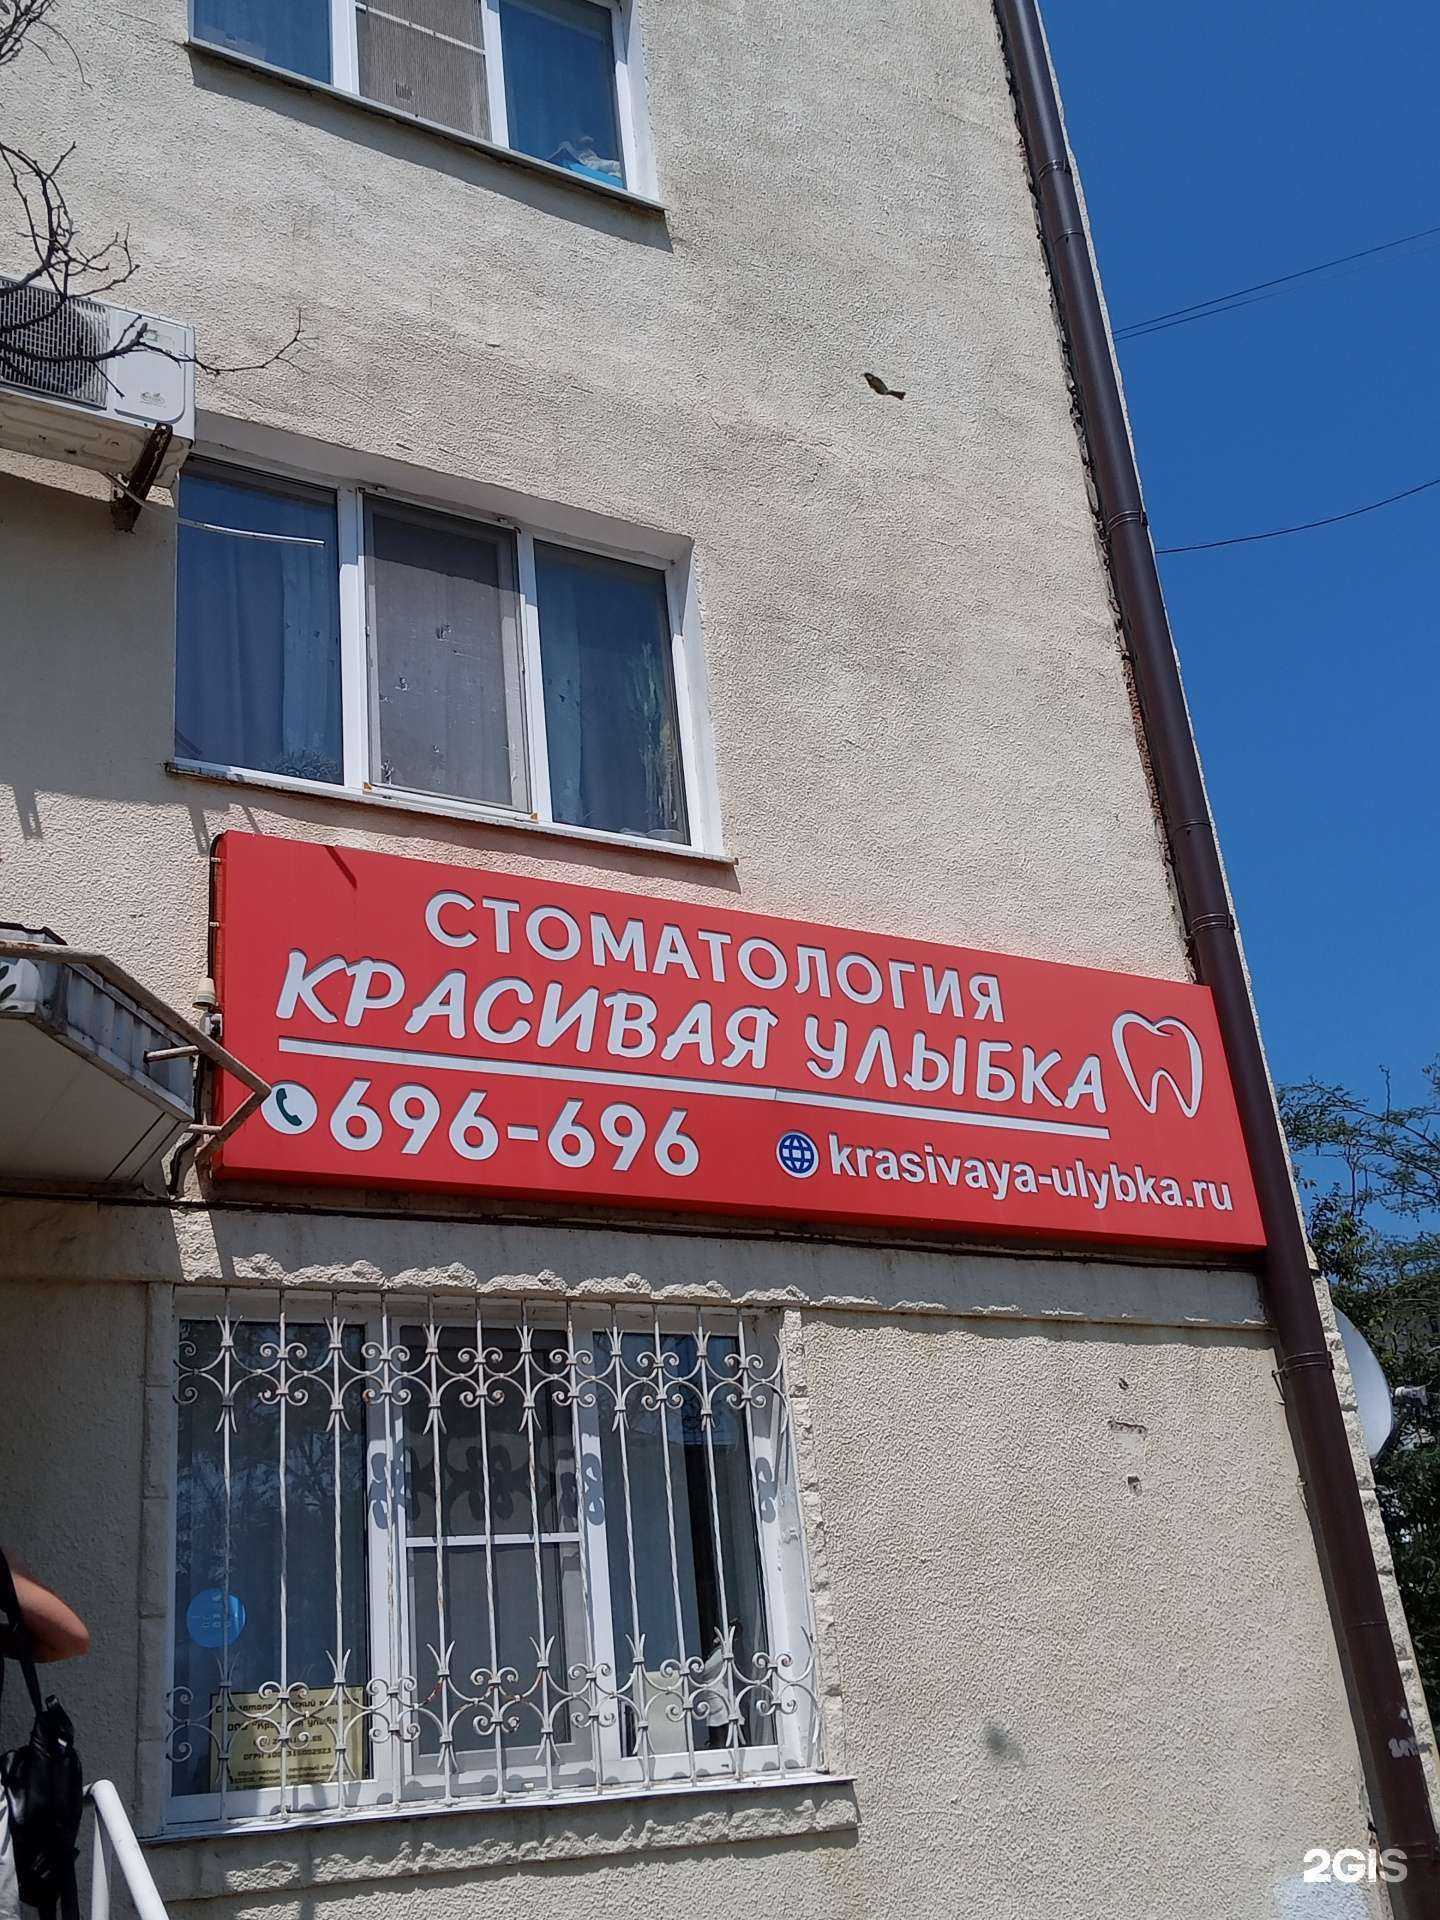 СТОМАТОЛОГИЯ
КРАСИВАЯ УЛЫБКА
696-696
krasivaya-ulybka.ru
2GIS